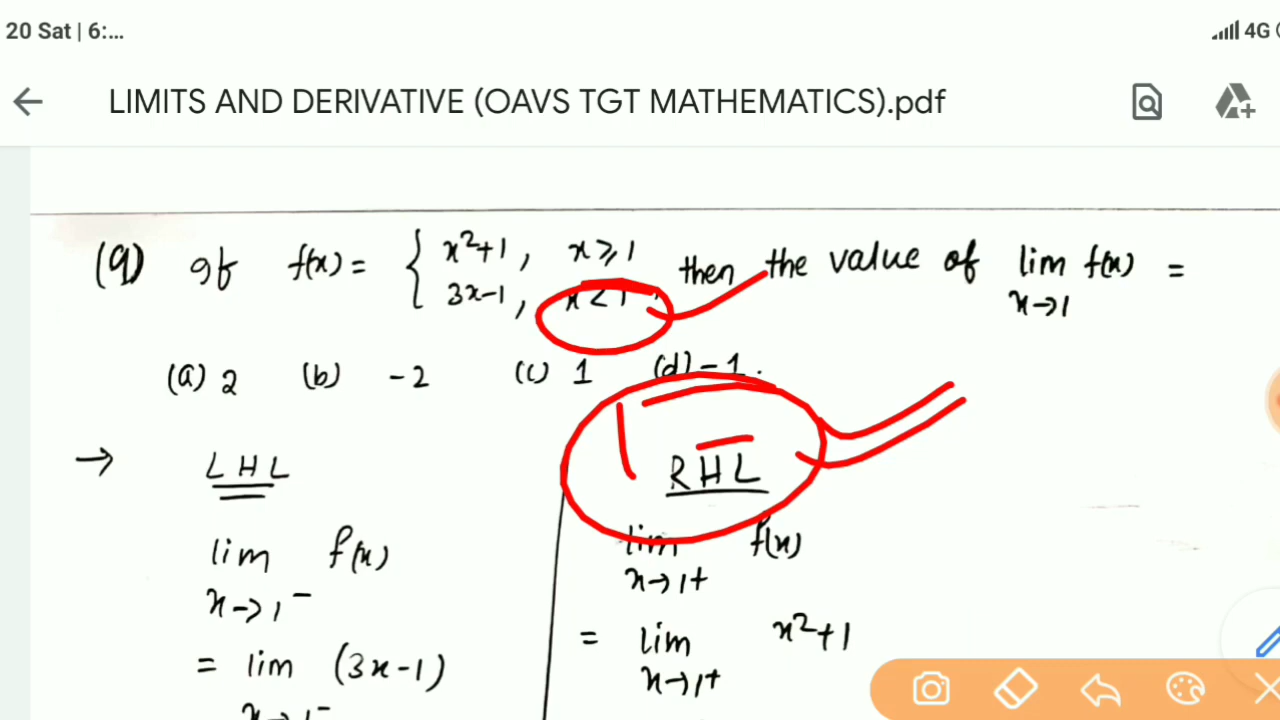 20 Sat | 6:...
4G
LIMITS AND DERIVATIVE (OAVS TGT MATHEMATICS).pdf
(9) If f(x) = { x²+1, x ≥ 1
3x-1, x < 1, then the value of lim f(x) =
x→1
(a) 2 (b) -2 (c) 1 (d) -1.
→ LHL
RHL
lim f(x)
x→1⁻
= lim (3x-1)
x→1⁻
lim f(x)
x→1+
= lim x²+1
x→1+